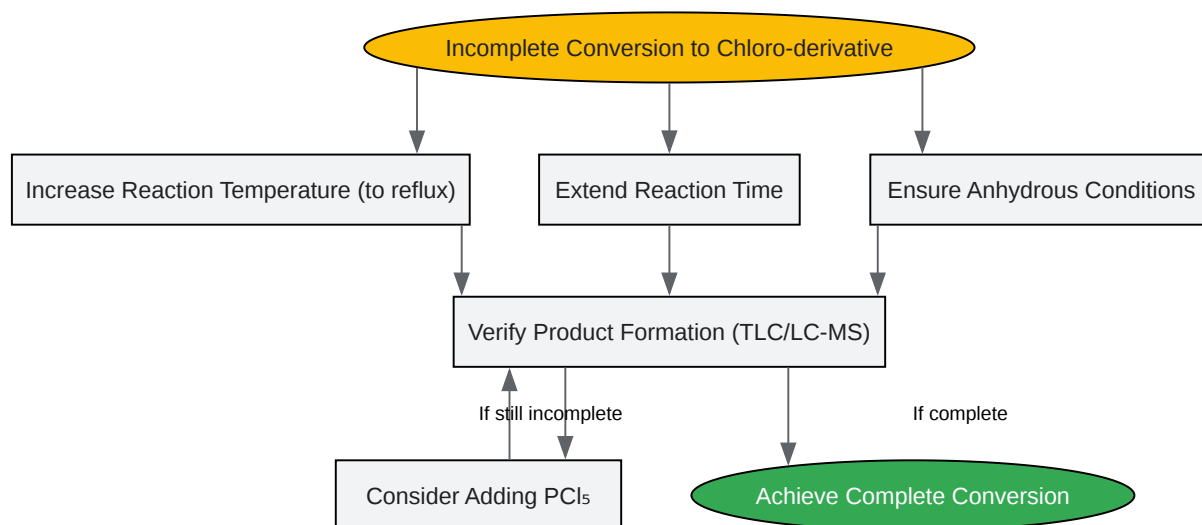 Incomplete Conversion to Chloro-derivative
Increase Reaction Temperature (to reflux)
Extend Reaction Time
Ensure Anhydrous Conditions
Verify Product Formation (TLC/LC-MS)
If still incomplete
If complete
Consider Adding PCl₅
Achieve Complete Conversion